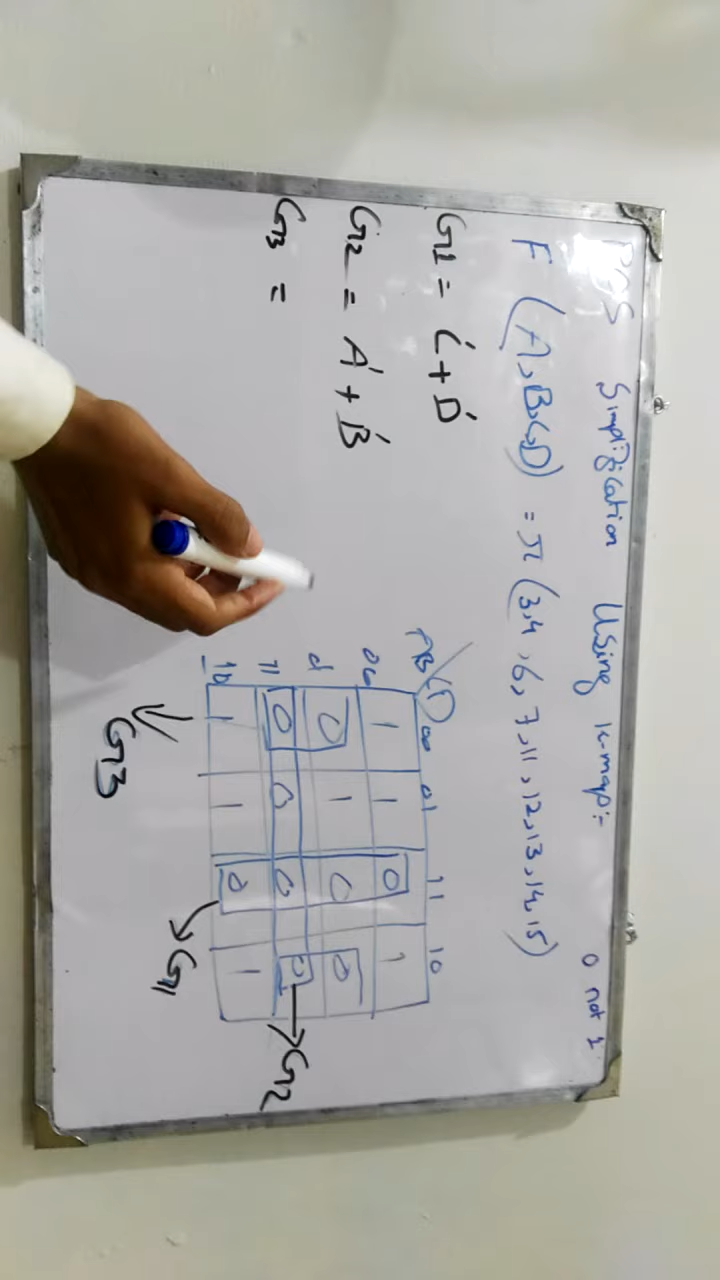 POS Simplification Using K-map:-
0 not 1
F (A,B,C,D) = π (3,4,6,7,11,12,13,14,15)
G1 = C' + D'
G2 = A' + B'
G3 =
AB CD 00 01 11 10
00 1 1 0 1
01 0 1 0 0
11 0 0 0 0
10 1 1 0 1
G1
G2
G3